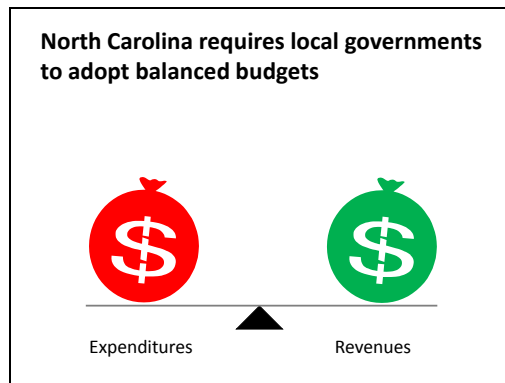 North Carolina requires local governments
to adopt balanced budgets
$ $
Expenditures Revenues